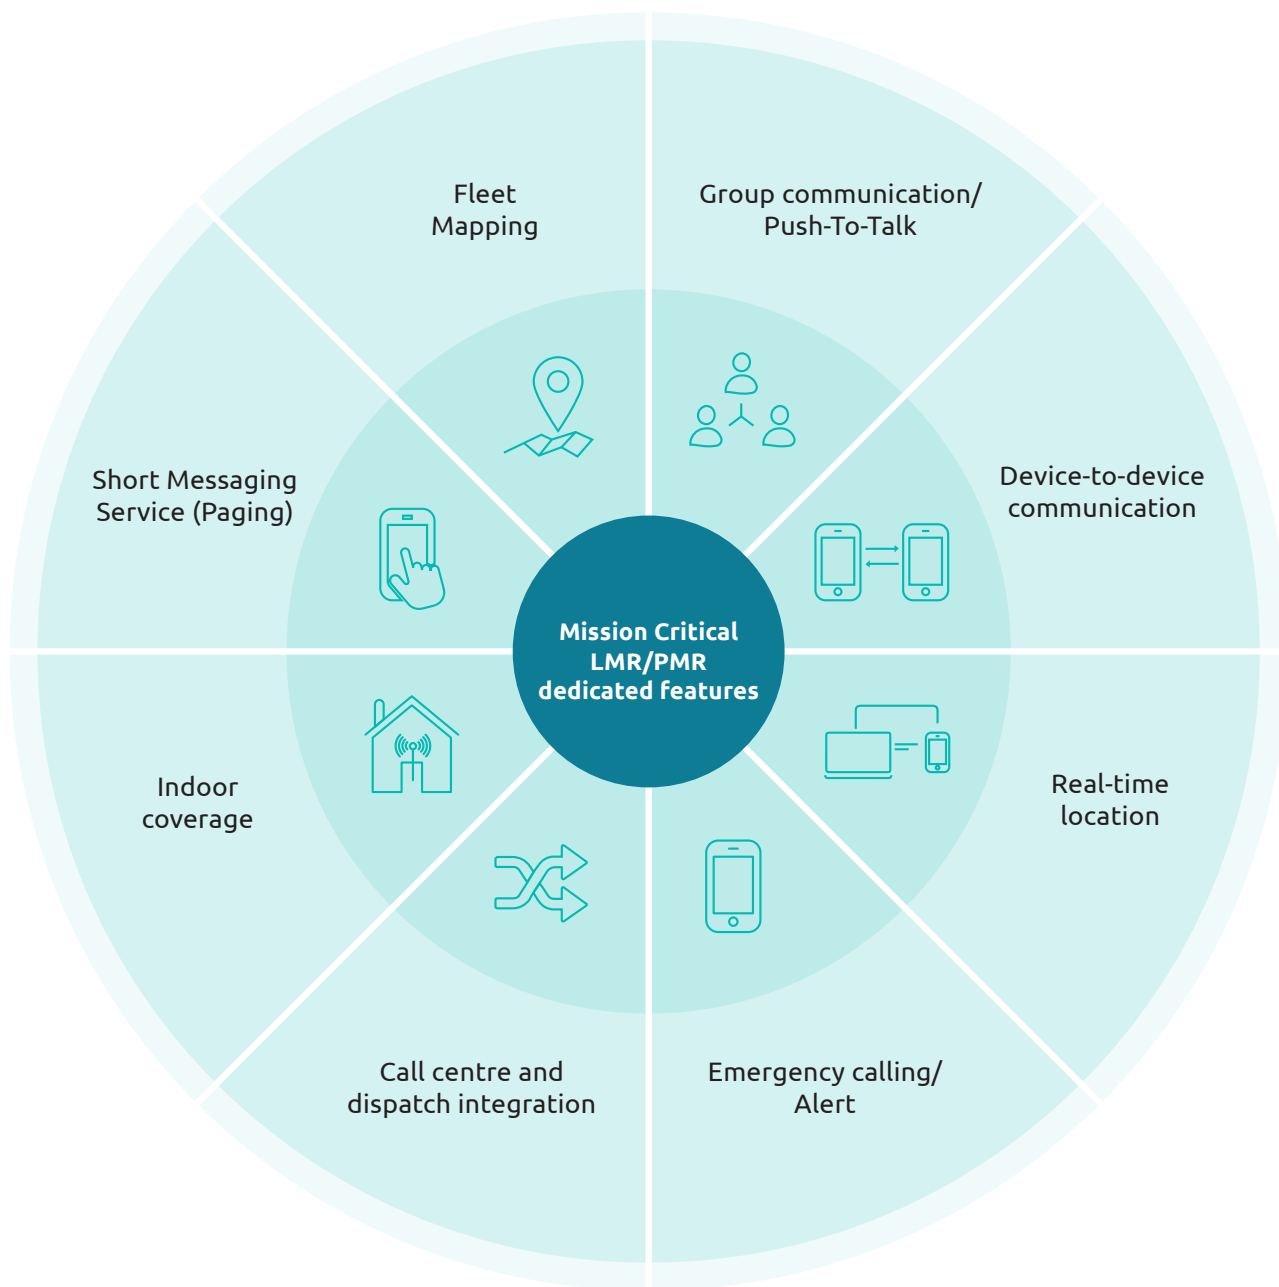 Fleet
Mapping
Group communication/
Push-To-Talk
Short Messaging
Service (Paging)
Device-to-device
communication
Mission Critical
LMR/PMR
dedicated features
Indoor
coverage
Real-time
location
Call centre and
dispatch integration
Emergency calling/
Alert